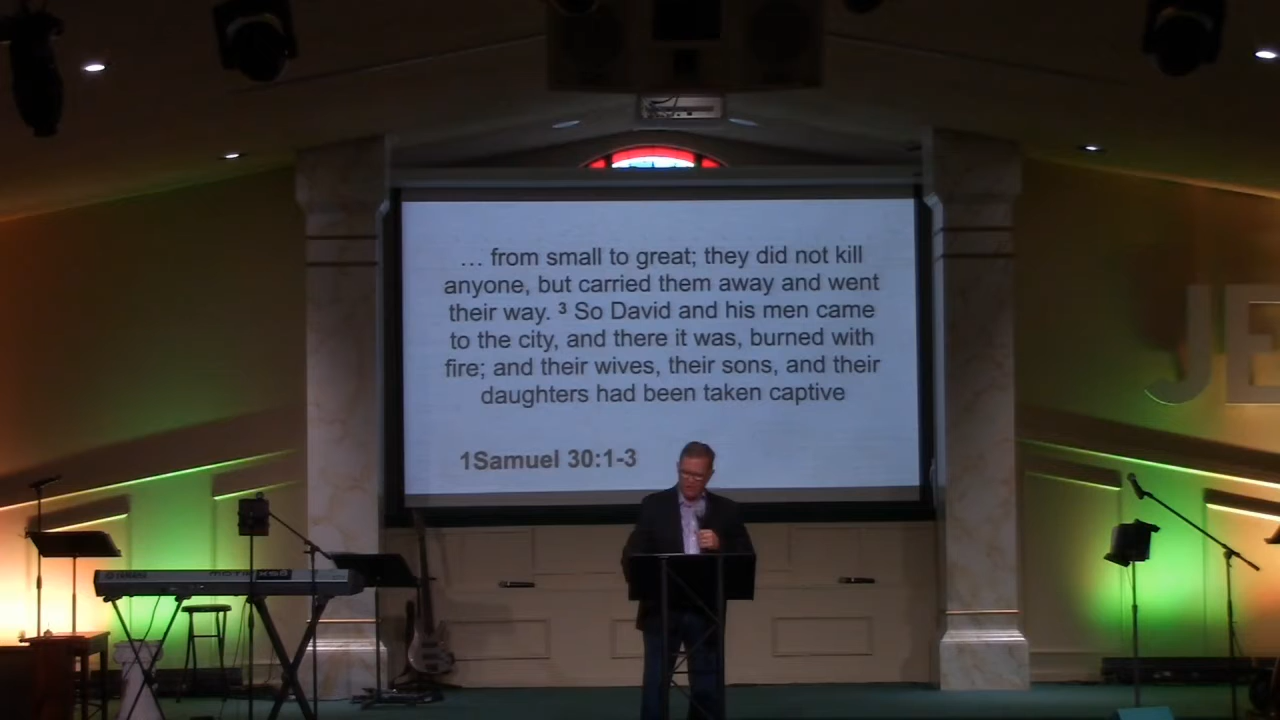 ... from small to great; they did not kill
anyone, but carried them away and went
their way. ³ So David and his men came
to the city, and there it was, burned with
fire; and their wives, their sons, and their
daughters had been taken captive
1Samuel 30:1-3
JE
YAMAHA